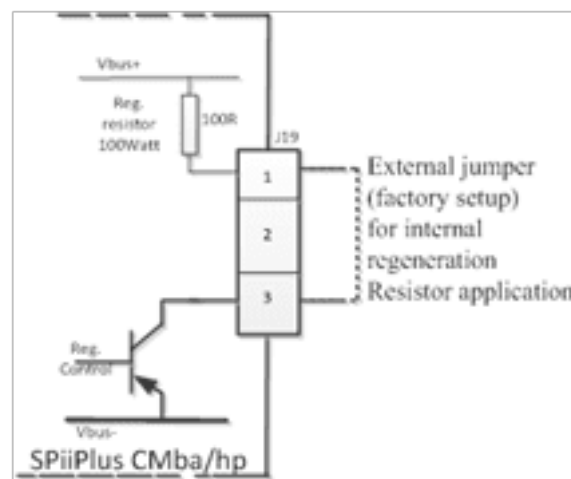 Vbus+
Reg.
resistor
100Watt
100R
J19
1
2
3
External jumper
(factory setup)
for internal
regeneration
Resistor application
Reg.
Control
Vbus-
SPiiPlus CMba/hp